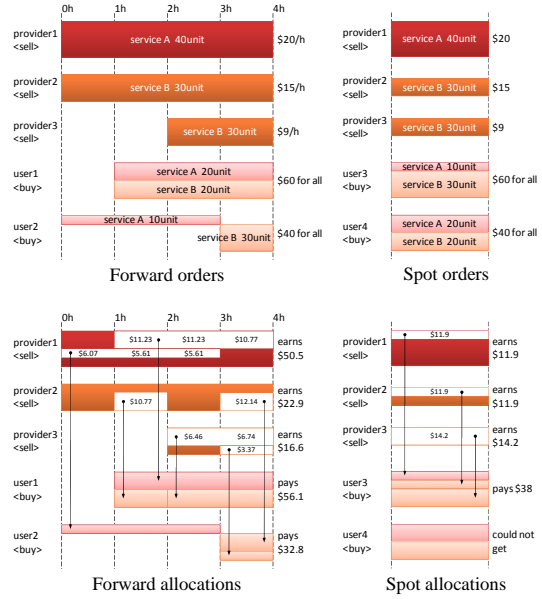 0h 1h 2h 4h
provider1
<sell>
service A 40unit
$20/h
provider1
<sell>
service A 40unit
$20
provider2
<sell>
service B 30unit
$15/h
provider2
<sell>
service B 30unit
$15
provider3
<sell>
service B 30unit
$9/h
provider3
<sell>
service B 30unit
$9
user1
<buy>
service A 20unit
service B 20unit
$60 for all
user3
<buy>
service A 10unit
service B 30unit
$60 for all
user2
<buy>
service A 10unit
service B 30unit
$40 for all
user4
<buy>
service A 20unit
service B 20unit
$40 for all
Forward orders
Spot orders
0h 1h 2h 4h
provider1
<sell>
$11.23 $11.23 $10.77
$6.07 $5.61 $5.61
earns
$50.5
provider1
<sell>
$11.9
earns
$11.9
provider2
<sell>
$10.77 $12.14
earns
$22.9
provider2
<sell>
$11.9
earns
$11.9
provider3
<sell>
$6.46 $6.74
$3.37
earns
$16.6
provider3
<sell>
$14.2
earns
$14.2
user1
<buy>
pays
$56.1
user3
<buy>
pays $38
user2
<buy>
pays
$32.8
user4
<buy>
could not
get
Forward allocations
Spot allocations